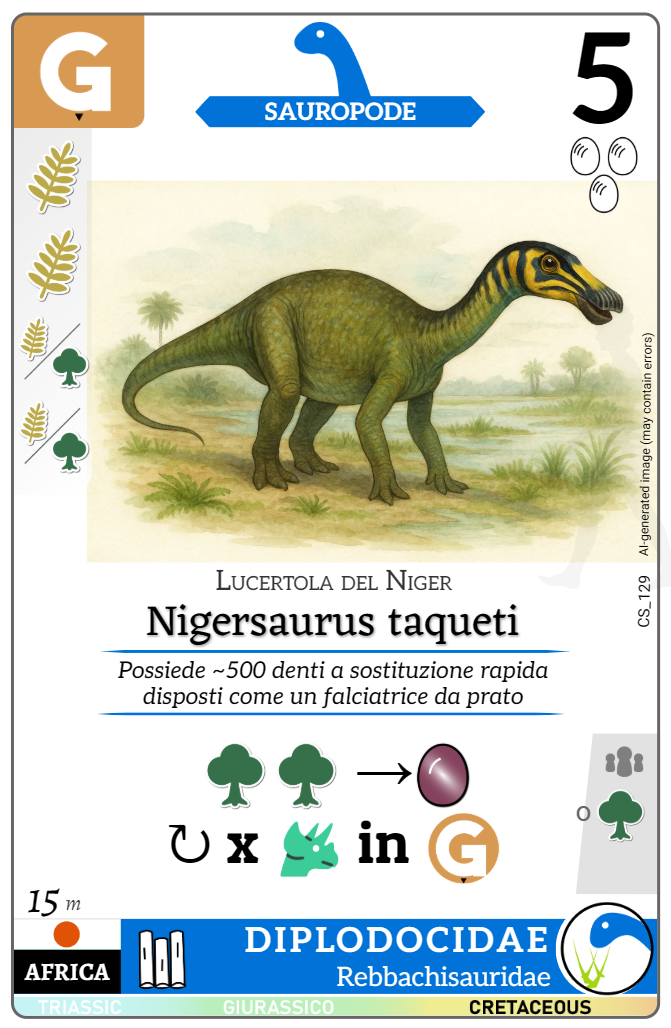 G
SAUROPODE
5
AI-generated image (may contain errors)
CS_129
Lucertola del Niger
Nigersaurus taqueti
Possiede ~500 denti a sostituzione rapida
disposti come un falciatrice da prato
x in G
o
15 m
AFRICA
DIPLODOCIDAE
Rebbachisauridae
TRIASSIC GIURASSICO CRETACEOUS